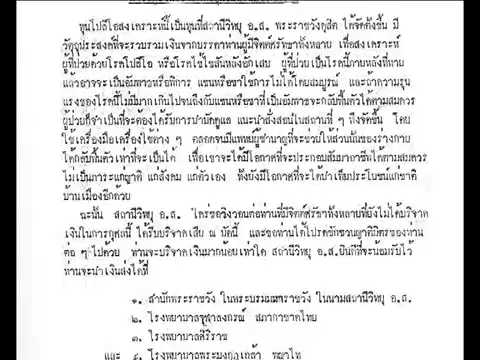 ทุนโปลิโอสงเคราะห์นี้เป็นทุนที่สถานีวิทยุ อ.ส. พระราชวังดุสิต ได้จัดตั้งขึ้น มี
วัตถุประสงค์ที่จะรวบรวมเงินจากบรรดาท่านผู้มีจิตต์ศรัทธาทั้งหลาย เพื่อสงเคราะห์
ผู้ที่ป่วยด้วยโรคโปลิโอ หรือโรคไข้ไขสันหลังอักเสบ ผู้ที่ป่วยเป็นโรคนี้ภายหลังที่หาย
แล้วอาจจะเป็นอัมพาตหรือพิการ แขนหรือขาใช้การไม่ได้โดยสมบูรณ์ และถ้าความรุน
แรงของโรคนี้ไม่มีมากเกินไปจนถึงกับแขนหรือขาที่เป็นอัมพาตจะกลับฟื้นตัวได้ตามสมควร
ผู้ป่วยก็จำเป็นที่จะต้องได้รับการบำบัดดูแล แนะนำสั่งสอนในสถานที่ ๆ ถึงจัดขึ้น โดย
ใช้เครื่องมือเครื่องใช้ต่าง ๆ ตลอดจนมีแพทย์ผู้ชำนาญที่จะช่วยให้ส่วนนั้นของร่างกาย
ได้กลับฟื้นตัวเท่าที่จะเป็นได้ เพื่อเขาจะได้มีโอกาสที่จะประกอบสัมมาอาชีพได้ตามสมควร
ไม่เป็นภาระแก่ญาติ แก่สังคม แก่ตัวเอง ทั้งยังมีโอกาสที่จะได้บำเพ็ญประโยชน์แก่ชาติ
บ้านเมืองอีกด้วย
ฉะนั้น สถานีวิทยุ อ.ส. ใคร่ขอวิงวอนต่อท่านที่มีจิตต์ศรัทธาทั้งหลายที่ยังไม่ได้บริจาค
เงินในการกุศลนี้ ได้รีบบริจาคเสีย ณ บัดนี้ และขอท่านได้โปรดชักชวนญาติมิตรของท่าน
ต่อ ๆ ไปด้วย ท่านจะบริจาคเงินมากน้อยเท่าใด สถานีวิทยุ อ.ส. ยินดีที่จะน้อมรับไว้
ท่านจะนำเงินส่งได้ที่
๑. สำนักพระราชวัง ในพระบรมมหาราชวัง ในนามสถานีวิทยุ อ.ส.
๒. โรงพยาบาลจุฬาลงกรณ์ สภากาชาดไทย
๓. โรงพยาบาลศิริราช
และ ๔. โรงพยาบาลพระมงกุฎเกล้า พญาไท